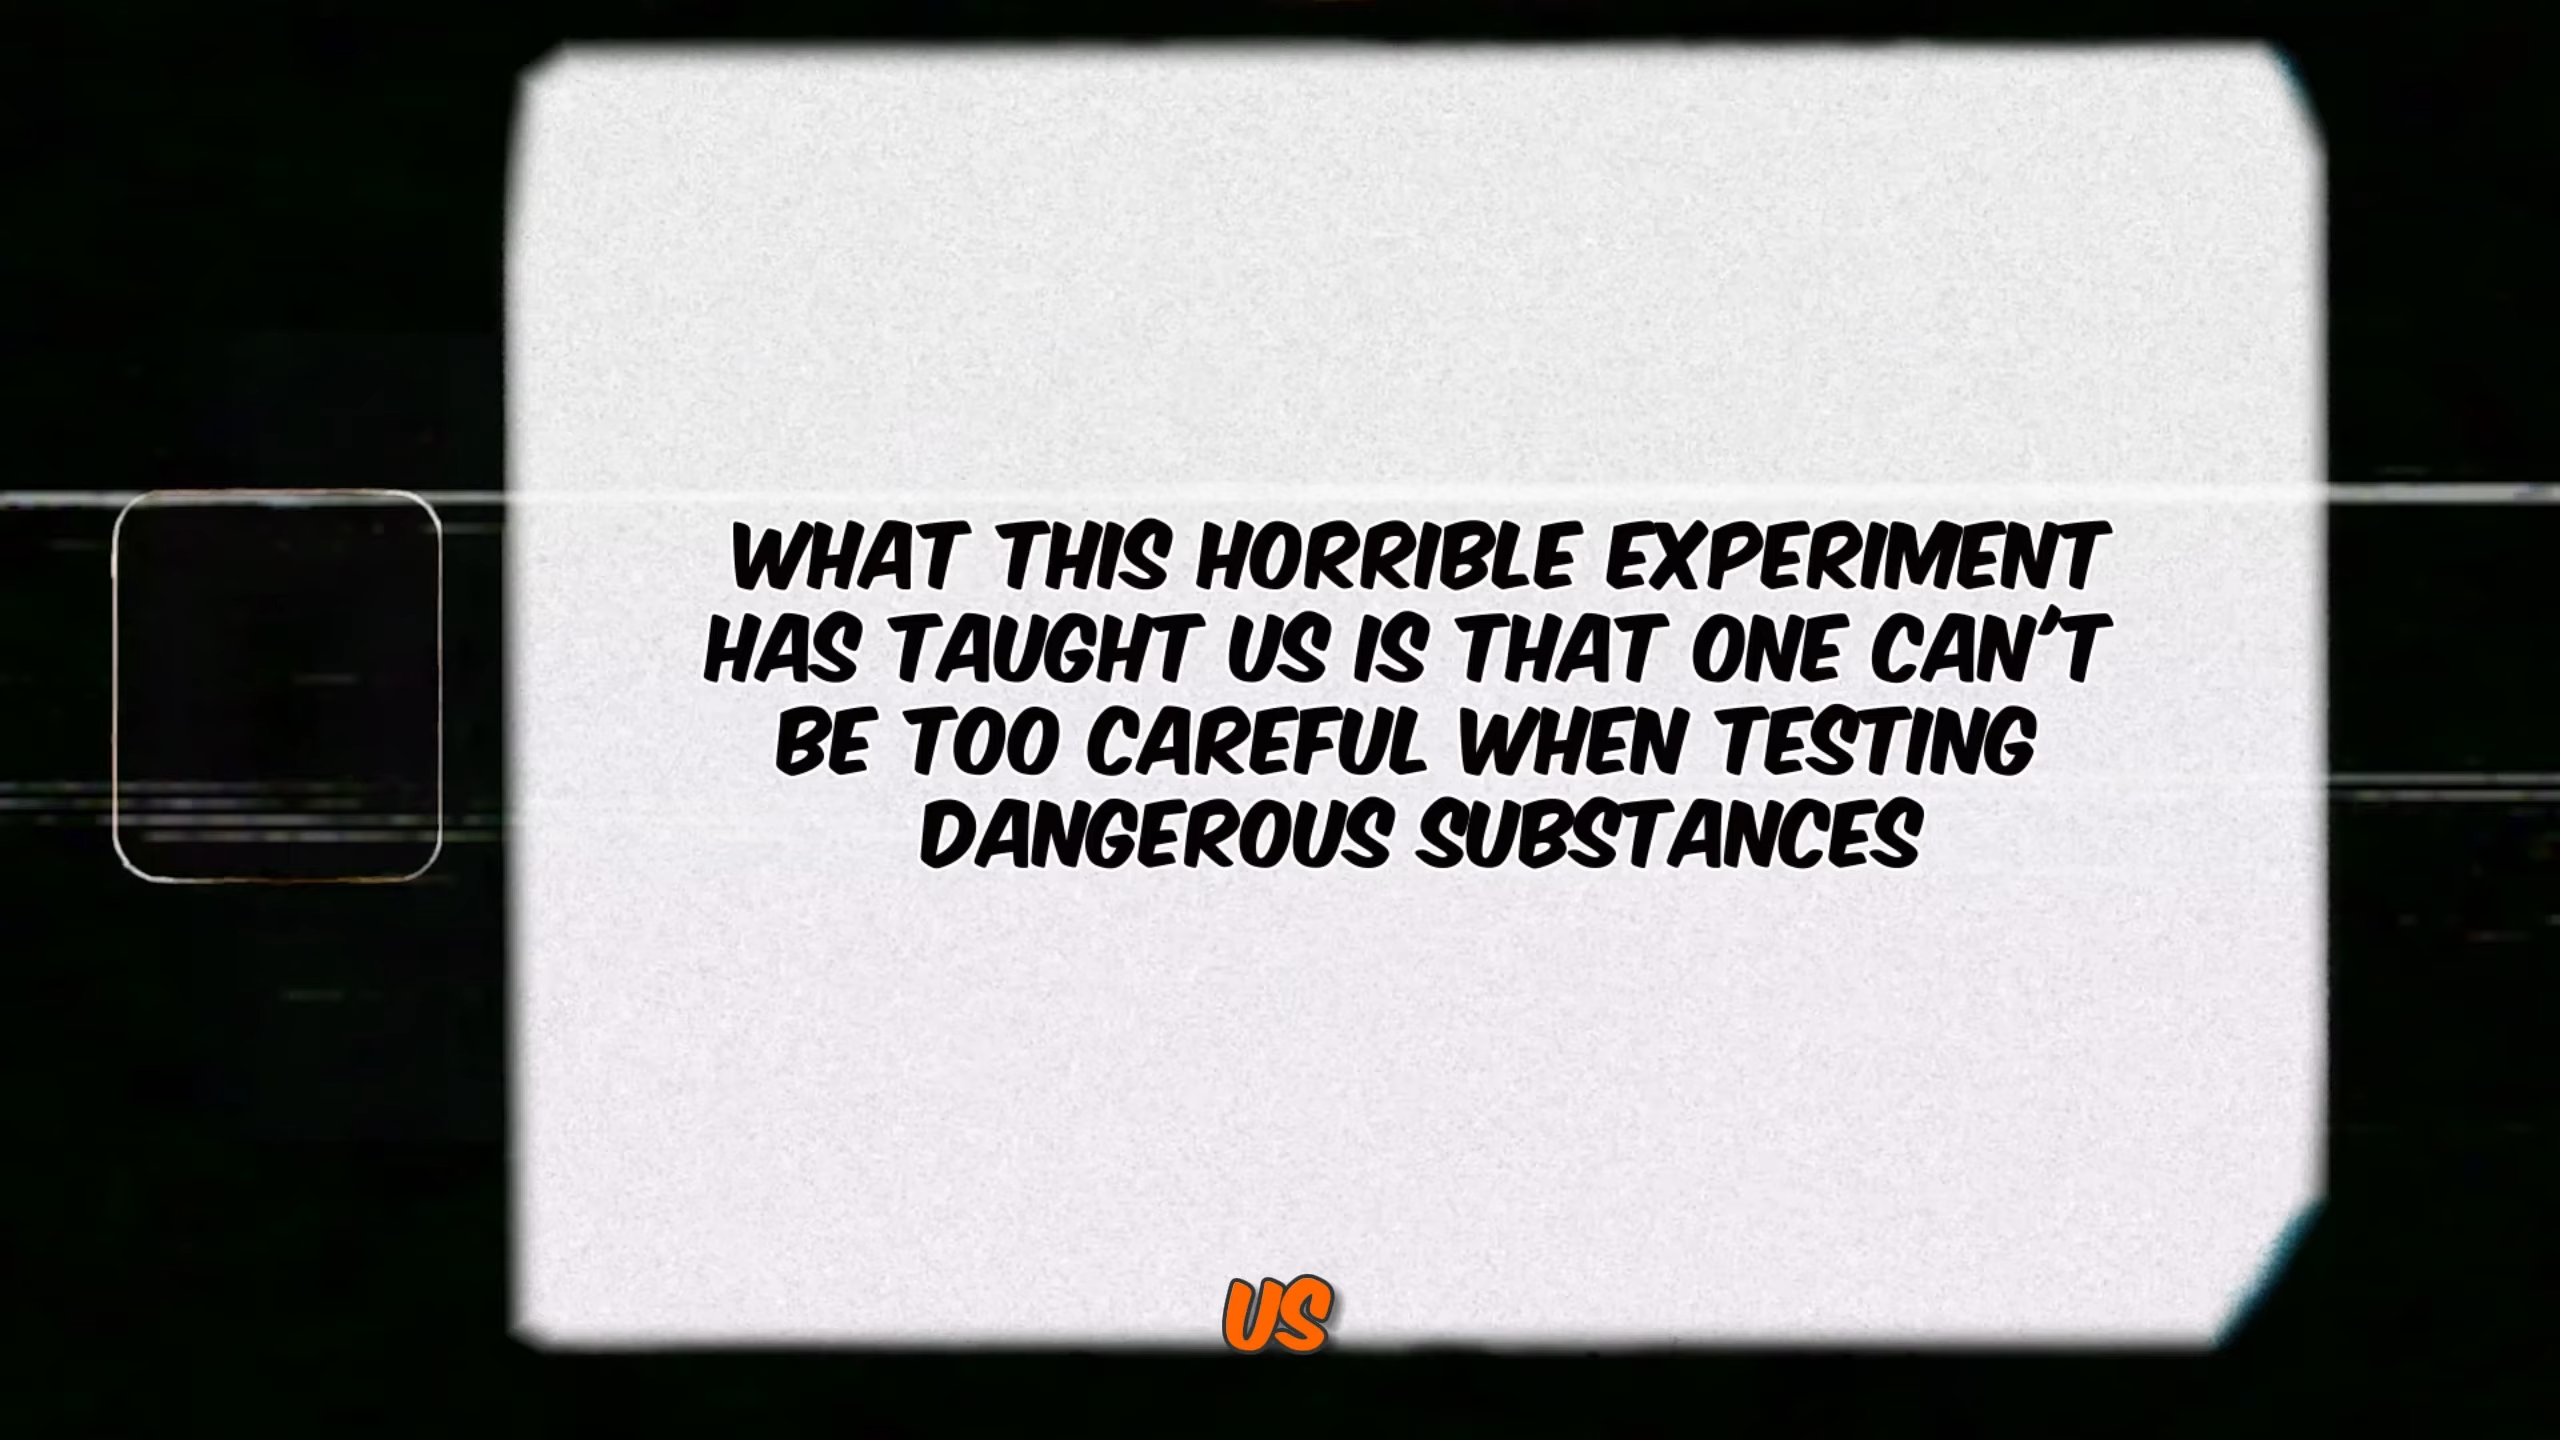 WHAT THIS HORRIBLE EXPERIMENT
HAS TAUGHT US IS THAT ONE CAN'T
BE TOO CAREFUL WHEN TESTING
DANGEROUS SUBSTANCES
US